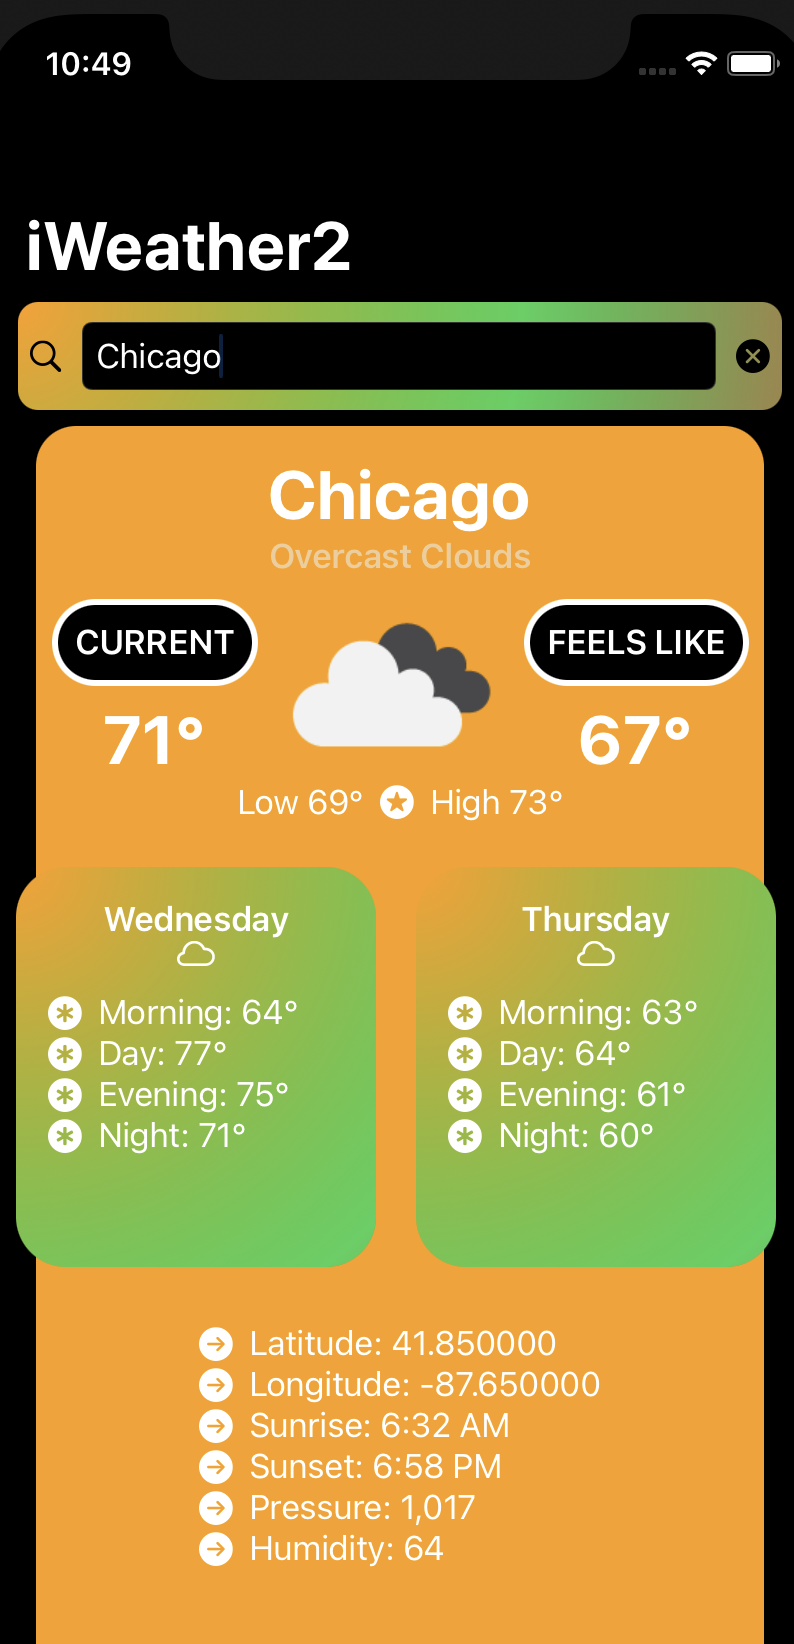 10:49
iWeather2
Chicago
Chicago
Overcast Clouds
CURRENT
FEELS LIKE
71°
67°
Low 69° High 73°
Wednesday
Morning: 64°
Day: 77°
Evening: 75°
Night: 71°
Thursday
Morning: 63°
Day: 64°
Evening: 61°
Night: 60°
Latitude: 41.850000
Longitude: -87.650000
Sunrise: 6:32 AM
Sunset: 6:58 PM
Pressure: 1,017
Humidity: 64